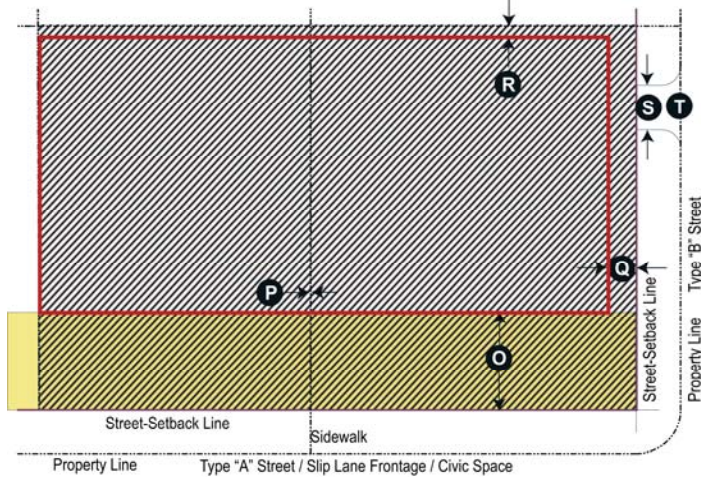 R
S T
Type "B" Street
Q
P
Street-Setback Line
Property Line
O
Street-Setback Line
Sidewalk
Property Line Type "A" Street / Slip Lane Frontage / Civic Space